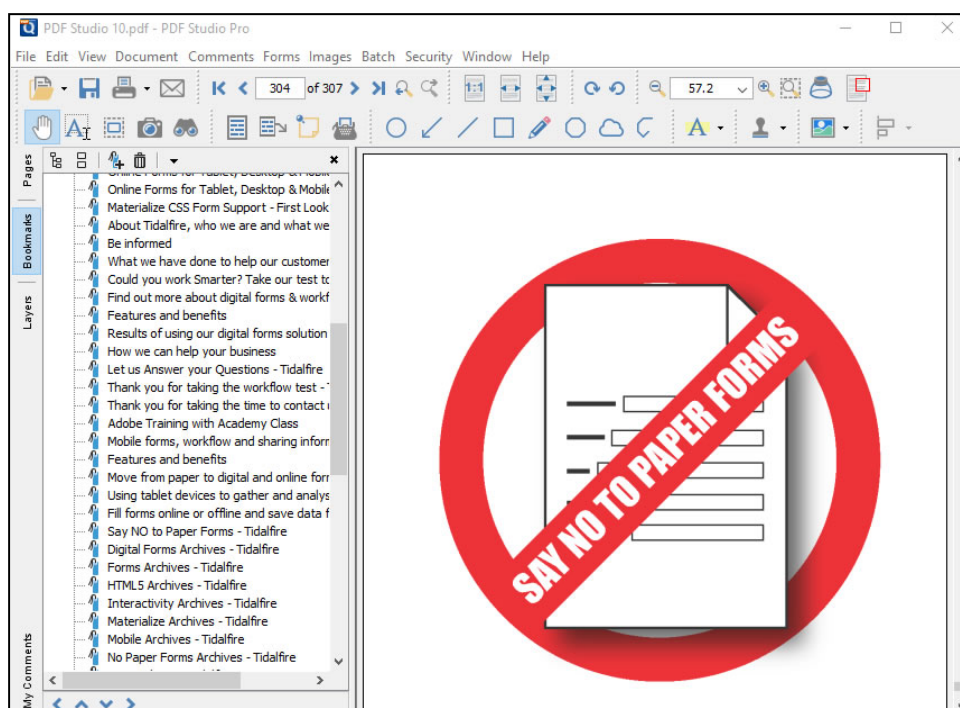 PDF Studio 10.pdf - PDF Studio Pro
File Edit View Document Comments Forms Images Batch Security Window Help
304 of 307
1:1
57.2
Pages
Bookmarks
Layers
My Comments
Online Forms for Tablet, Desktop & Mobile
Materialize CSS Form Support - First Look
About Tidalfire, who we are and what we
Be informed
What we have done to help our customer
Could you work Smarter? Take our test to
Find out more about digital forms & workf
Features and benefits
Results of using our digital forms solution
How we can help your business
Let us Answer your Questions - Tidalfire
Thank you for taking the workflow test -
Thank you for taking the time to contact
Adobe Training with Academy Class
Mobile forms, workflow and sharing inform
Features and benefits
Move from paper to digital and online form
Using tablet devices to gather and analys
Fill forms online or offline and save data f
Say NO to Paper Forms - Tidalfire
Digital Forms Archives - Tidalfire
Forms Archives - Tidalfire
HTML5 Archives - Tidalfire
Interactivity Archives - Tidalfire
Materialize Archives - Tidalfire
Mobile Archives - Tidalfire
No Paper Forms Archives - Tidalfire
SAY NO TO PAPER FORMS